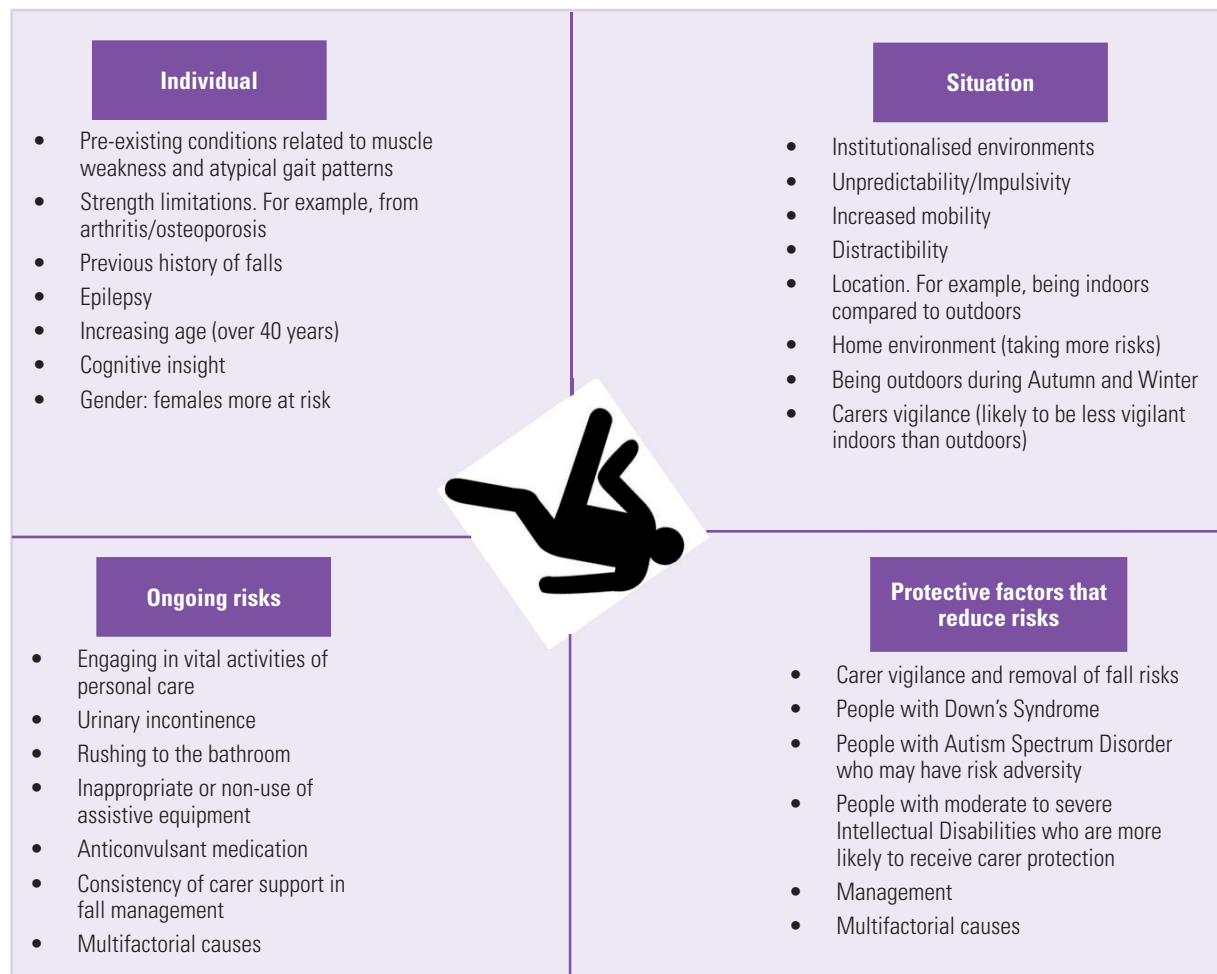 Individual
• Pre-existing conditions related to muscle
weakness and atypical gait patterns
• Strength limitations. For example, from
arthritis/osteoporosis
• Previous history of falls
• Epilepsy
• Increasing age (over 40 years)
• Cognitive insight
• Gender: females more at risk
Situation
• Institutionalised environments
• Unpredictability/Impulsivity
• Increased mobility
• Distractibility
• Location. For example, being indoors
compared to outdoors
• Home environment (taking more risks)
• Being outdoors during Autumn and Winter
• Carers vigilance (likely to be less vigilant
indoors than outdoors)
Ongoing risks
• Engaging in vital activities of
personal care
• Urinary incontinence
• Rushing to the bathroom
• Inappropriate or non-use of
assistive equipment
• Anticonvulsant medication
• Consistency of carer support in
fall management
• Multifactorial causes
Protective factors that
reduce risks
• Carer vigilance and removal of fall risks
• People with Down's Syndrome
• People with Autism Spectrum Disorder
who may have risk adversity
• People with moderate to severe
Intellectual Disabilities who are more
likely to receive carer protection
• Management
• Multifactorial causes